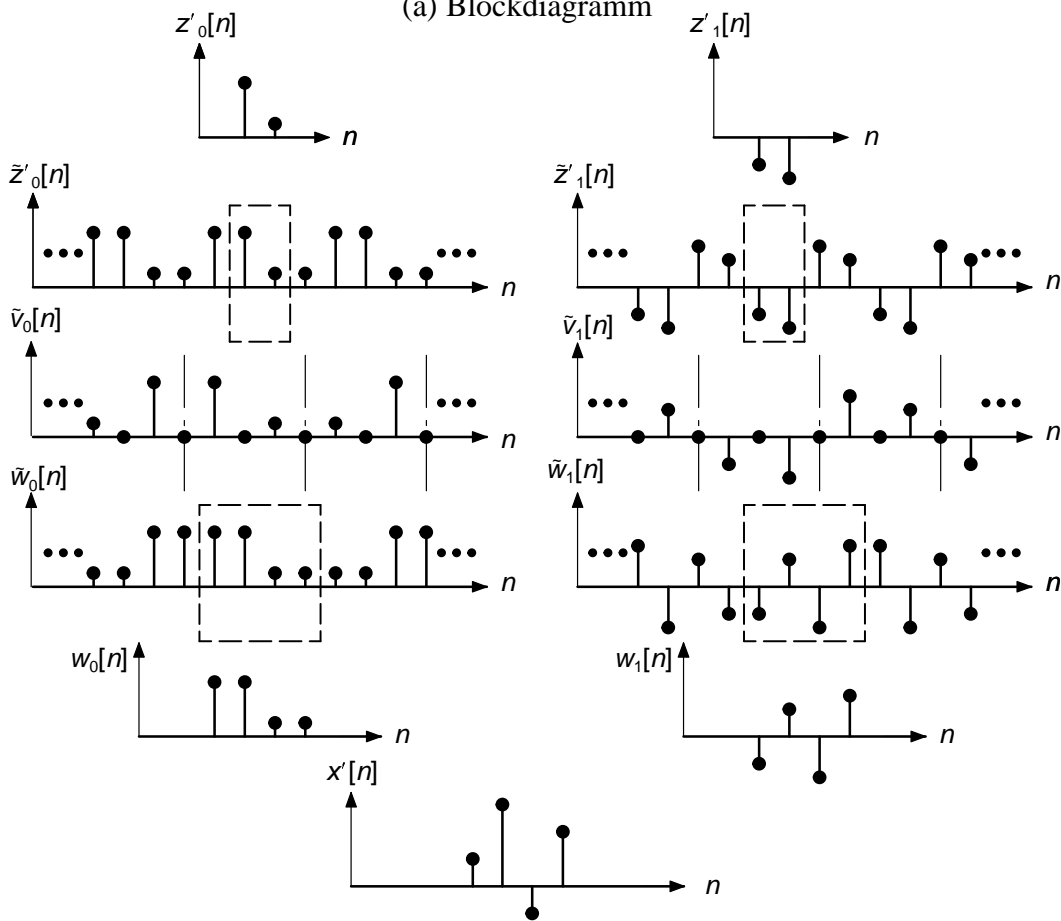 (a) Blockdiagramm
z′₀[n]
z′₁[n]
n
n
z̃′₀[n]
z̃′₁[n]
n
n
ṽ₀[n]
ṽ₁[n]
n
n
w̃₀[n]
w̃₁[n]
n
n
w₀[n]
w₁[n]
n
n
x′[n]
n